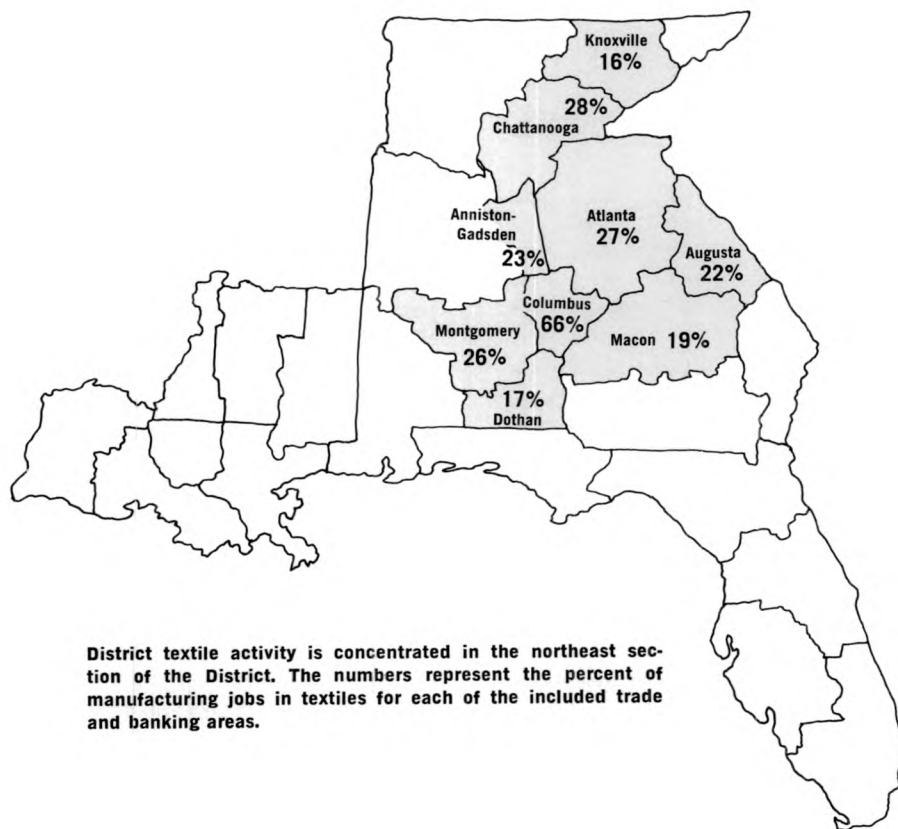 Knoxville
16%
28%
Chattanooga
Anniston-
Gadsden
23%
Atlanta
27%
Augusta
22%
Columbus
66%
Montgomery
26%
Macon 19%
17%
Dothan
District textile activity is concentrated in the northeast sec-
tion of the District. The numbers represent the percent of
manufacturing jobs in textiles for each of the included trade
and banking areas.